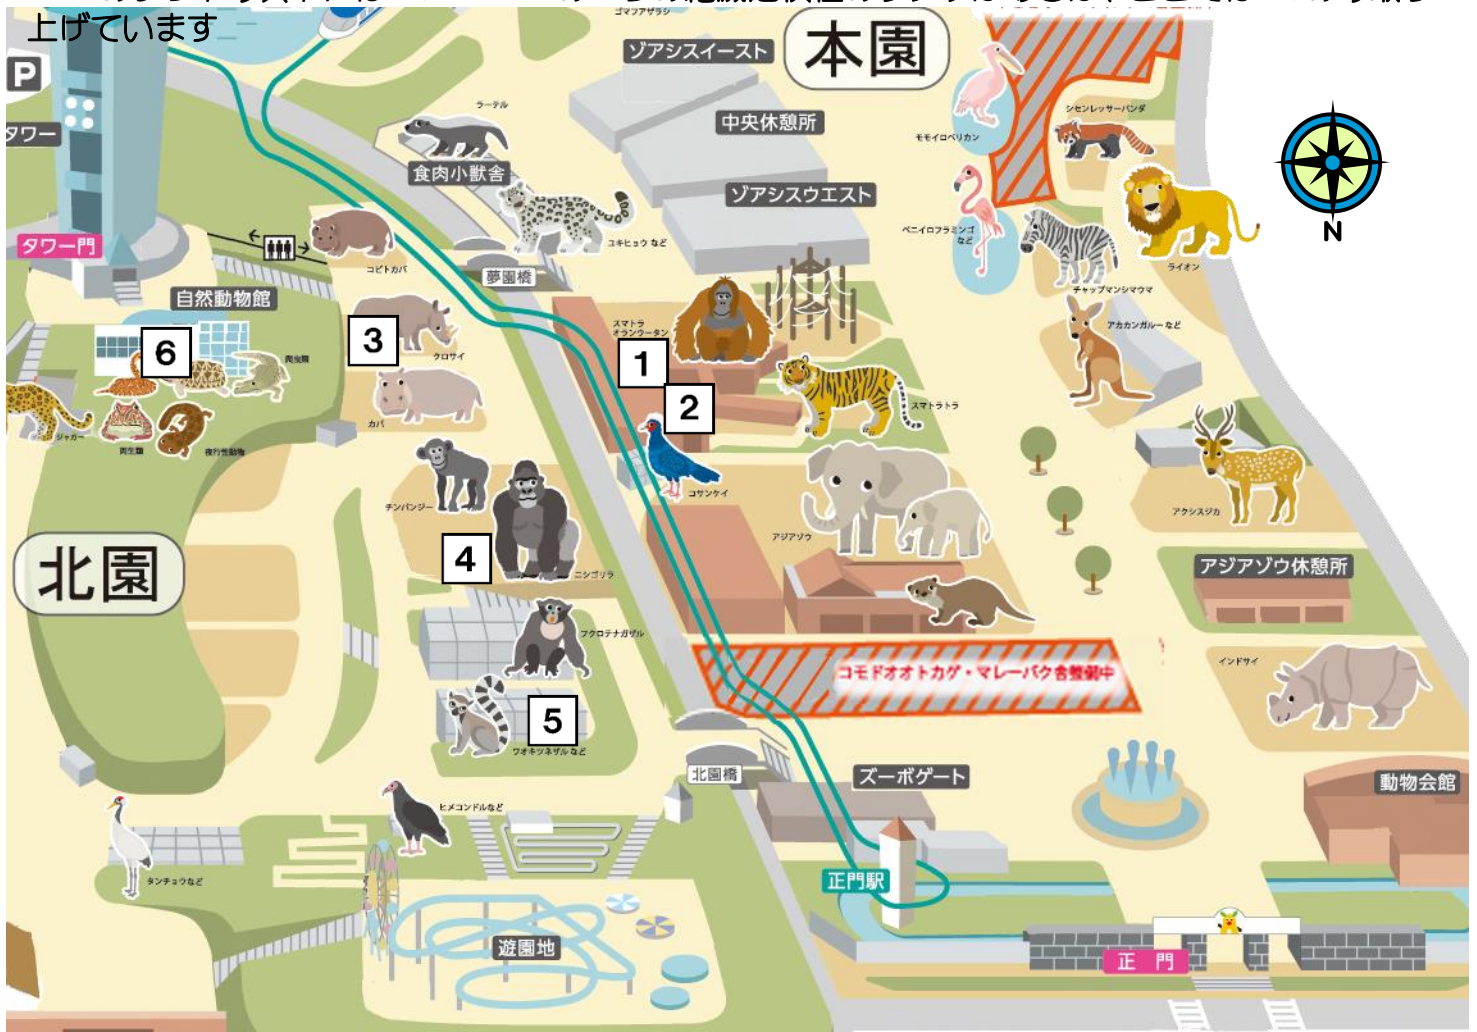 上げています
ゴマフアザラシ
本園
ゾアシスイースト
P
タワー
ラーテル
中央休憩所
シセンレッサーパンダ
モモイロペリカン
食肉小獣舎
ゾアシスウエスト
ベニイロフラミンゴ
など
ユキヒョウ など
タワー門
コビトカバ
夢園橋
チャップマンシマウマ
ライオン
N
自然動物館
スマトラ
オランウータン
アカカンガルー など
6
爬虫類
3
クロサイ
1
2
スマトラトラ
カバ
ジャガー
両生類
夜行性動物
チンパンジー
コサンケイ
アクシスジカ
アジアゾウ
4
ニシゴリラ
北園
アジアゾウ休憩所
フクロテナガザル
コモドオオトカゲ・マレーバク舎整備中
インドサイ
5
ワオキツネザル など
北園橋
ズーボゲート
動物会館
ヒメコンドルなど
タンチョウなど
正門駅
遊園地
正 門